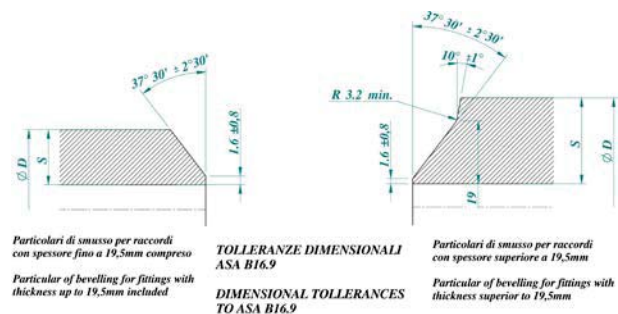 37° 30' ± 2°30'
1.6 ±0,8
S
Ø D
37° 30' ± 2°30'
10° ±1°
R 3.2 min.
1.6 ±0,8
19
S
Ø D
Particolari di smusso per raccordi
con spessore fino a 19,5mm compreso
Particular of bevelling for fittings with
thickness up to 19,5mm included
TOLLERANZE DIMENSIONALI
ASA B16.9
DIMENSIONAL TOLLERANCES
TO ASA B16.9
Particolari di smusso per raccordi
con spessore superiore a 19,5mm
Particular of bevelling for fittings with
thickness superior to 19,5mm